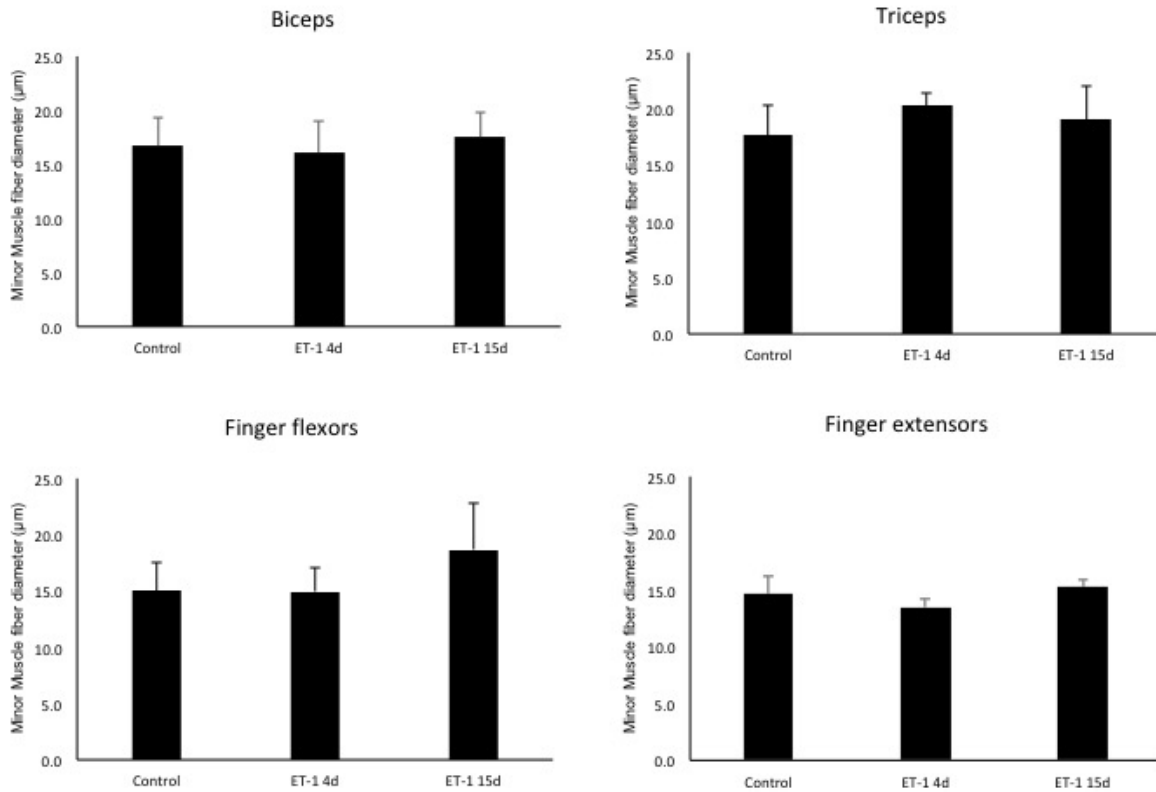 Biceps
Minor Muscle fiber diameter (µm)
25.0
20.0
15.0
10.0
5.0
0.0
Control ET-1 4d ET-1 15d
Triceps
Minor Muscle fiber diameter (µm)
25.0
20.0
15.0
10.0
5.0
0.0
Control ET-1 4d ET-1 15d
Finger flexors
Minor Muscle fiber diameter (µm)
25.0
20.0
15.0
10.0
5.0
0.0
Control ET-1 4d ET-1 15d
Finger extensors
Minor Muscle fiber diameter (µm)
25.0
20.0
15.0
10.0
5.0
0.0
Control ET-1 4d ET-1 15d